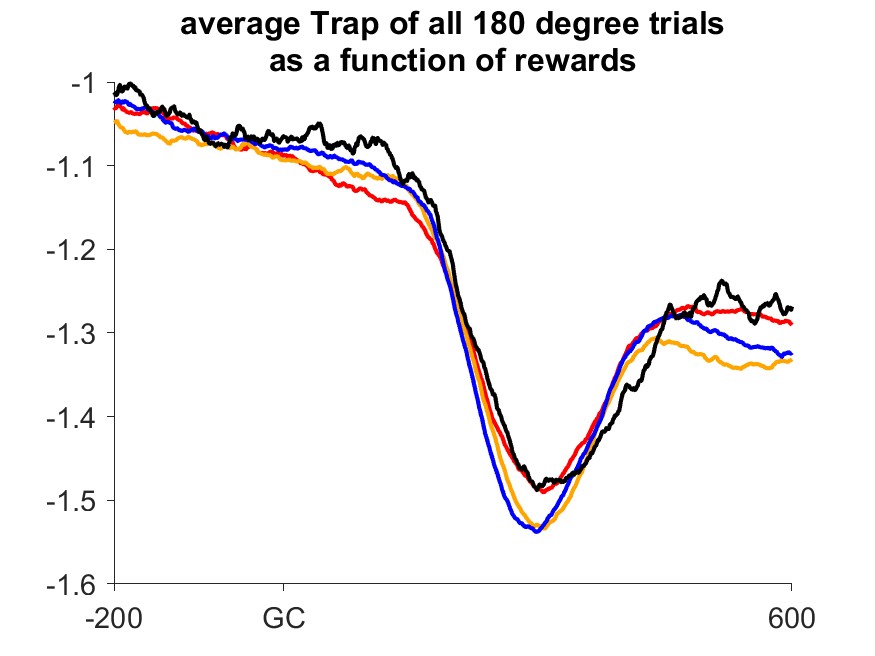 average Trap of all 180 degree trials
as a function of rewards
-1
-1.1
-1.2
-1.3
-1.4
-1.5
-1.6
-200 GC 600